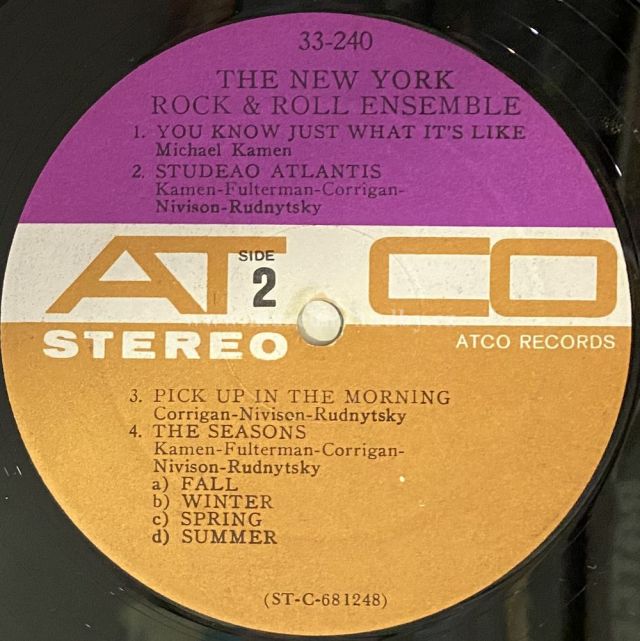 33-240
THE NEW YORK
ROCK & ROLL ENSEMBLE
1. YOU KNOW JUST WHAT IT'S LIKE
Michael Kamen
2. STUDEAO ATLANTIS
Kamen-Fulterman-Corrigan-
Nivison-Rudnytsky
ATCO
SIDE
2
STEREO
ATCO RECORDS
3. PICK UP IN THE MORNING
Corrigan-Nivison-Rudnytsky
4. THE SEASONS
Kamen-Fulterman-Corrigan-
Nivison-Rudnytsky
a) FALL
b) WINTER
c) SPRING
d) SUMMER
(ST-C-681248)